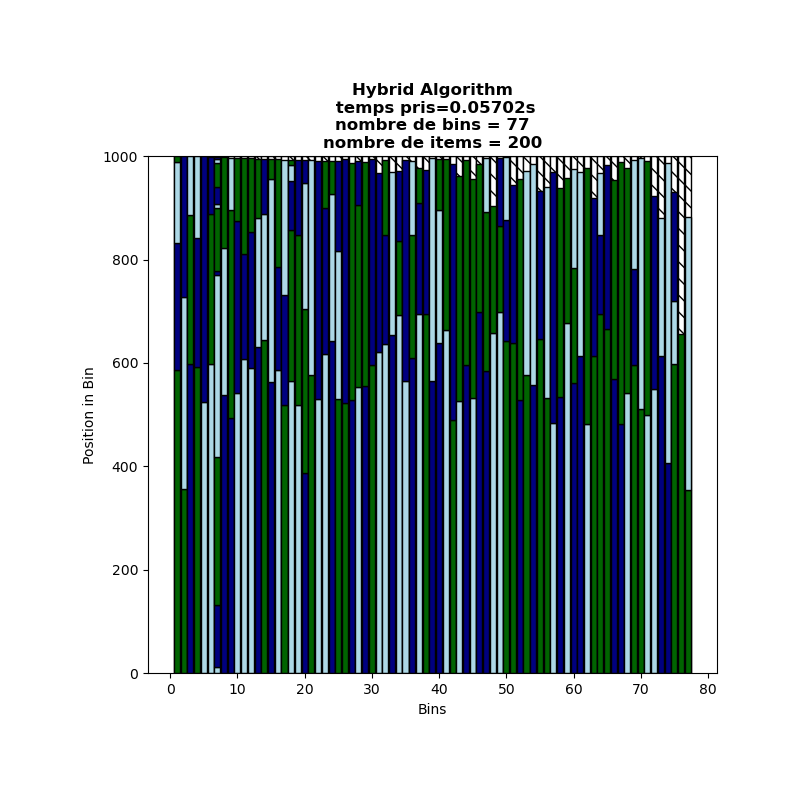 Hybrid Algorithm
temps pris=0.05702s
nombre de bins = 77
nombre de items = 200
1000
800
600
400
200
0
Position in Bin
0 10 20 30 40 50 60 70 80
Bins